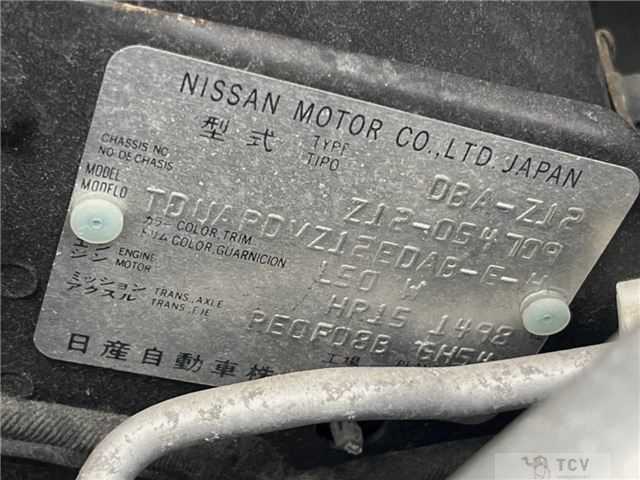 NISSAN MOTOR CO.,LTD. JAPAN
型式 TYPE TIPO DBA-Z12
CHASSIS NO. NO DE CHASIS Z12-054709
MODEL MODELO
カラー COLOR,TRIM
トリム COLOR,GUARNICION L50 W
エンジン ENGINE MOTOR HR15 1498
ミッション TRANS., AXLE
アクスル TRANS., EJE RE0F08B GH54
日産自動車株
TCV